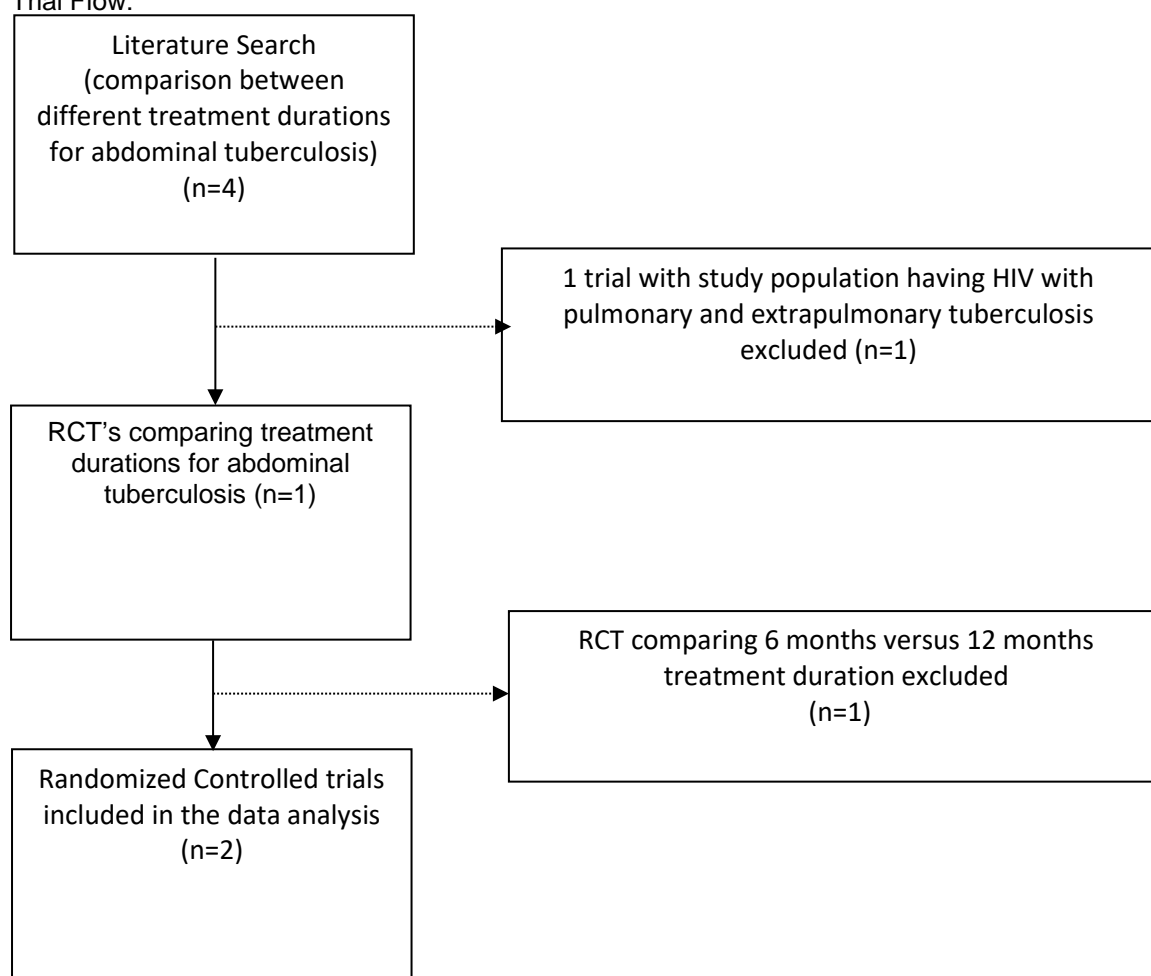 Trial Flow:
Literature Search
(comparison between
different treatment durations
for abdominal tuberculosis)
(n=4)
1 trial with study population having HIV with
pulmonary and extrapulmonary tuberculosis
excluded (n=1)
RCT's comparing treatment
durations for abdominal
tuberculosis (n=1)
RCT comparing 6 months versus 12 months
treatment duration excluded
(n=1)
Randomized Controlled trials
included in the data analysis
(n=2)